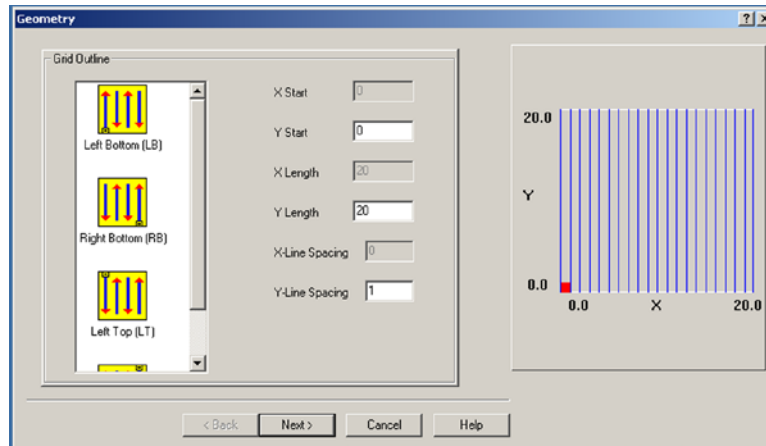 Geometry
Grid Outline
Left Bottom (LB)
Right Bottom (RB)
Left Top (LT)
X Start 0
Y Start 0
X Length 20
Y Length 20
X-Line Spacing 0
Y-Line Spacing 1
20.0
Y
0.0
0.0 X 20.0
< Back Next > Cancel Help